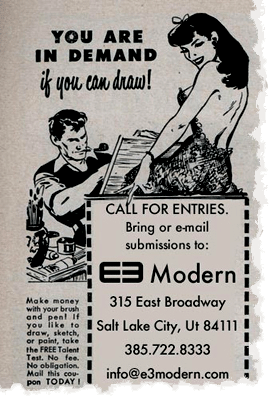 YOU ARE
IN DEMAND
if you can draw!
CALL FOR ENTRIES.
Bring or e-mail
submissions to:
E3 Modern
315 East Broadway
Salt Lake City, Ut 84111
385.722.8333
info@e3modern.com
Make money
with your brush
and pen! If
you like to
draw, sketch,
or paint, take
the FREE Talent
Test. No fee.
No obligation.
Mail this cou-
pon TODAY!